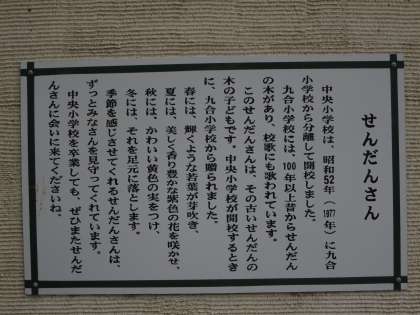 せんだんさん
中央小学校は、昭和52年（1977年）に九合
小学校から分離して開校しました。
九合小学校には100年以上昔からせんだん
の木があり、校歌にも歌われています。
このせんだんさんは、その古いせんだんの
木の子どもです。中央小学校が開校するとき
に、九合小学校から贈られました。
春には、輝くような若葉が芽吹き、
夏には、美しく香り豊かな紫色の花を咲かせ、
秋には、かわいい黄色の実をつけ、
冬には、それを足元に落とします。
季節を感じさせてくれるせんだんさんは、
ずっとみなさんを見守ってくれています。
中央小学校を卒業しても、ぜひまたせんだ
んさんに会いに来てくださいね。